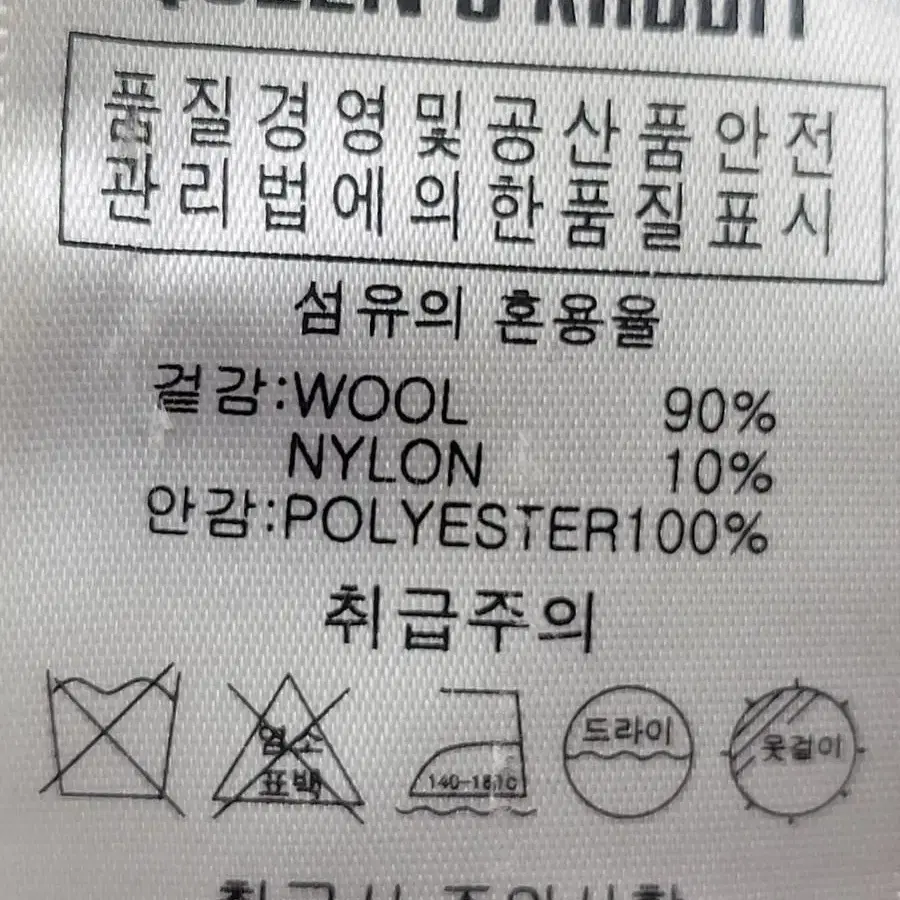 품질경영및공산품안전
관리법에의한품질표시
섬유의 혼용율
겉감:WOOL 90%
NYLON 10%
안감:POLYESTER100%
취급주의
염소
표백
드라이
옷걸이